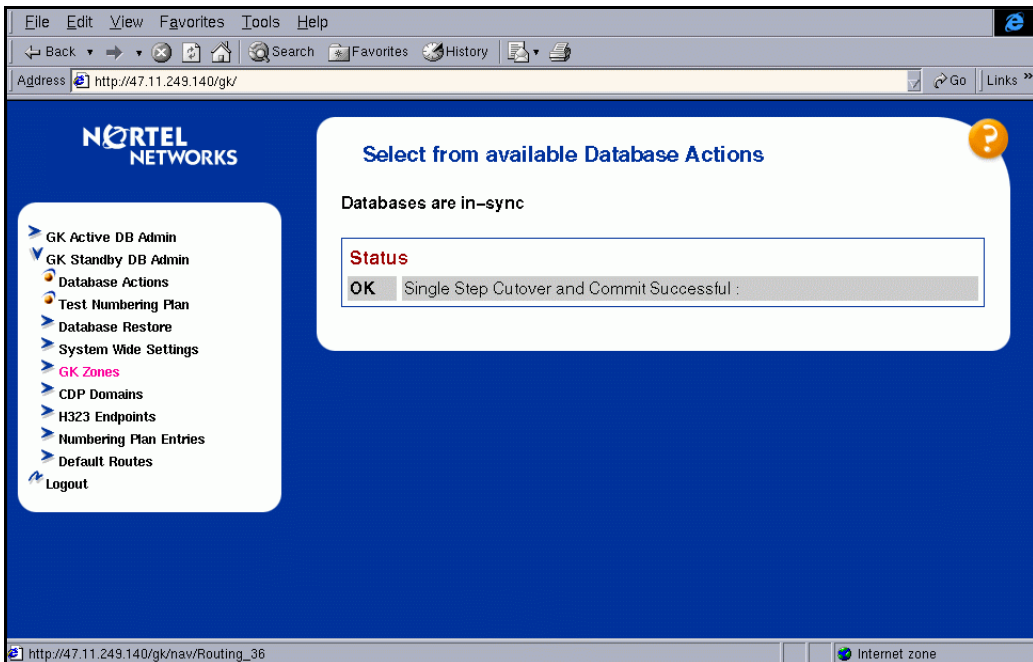 File Edit View Favorites Tools Help
Back Search Favorites History
Address http://47.11.249.140/gk/ Go Links »
NORTEL
NETWORKS
GK Active DB Admin
GK Standby DB Admin
Database Actions
Test Numbering Plan
Database Restore
System Wide Settings
GK Zones
CDP Domains
H323 Endpoints
Numbering Plan Entries
Default Routes
Logout
?
Select from available Database Actions
Databases are in-sync
Status
OK Single Step Cutover and Commit Successful :
http://47.11.249.140/gk/nav/Routing_36 Internet zone